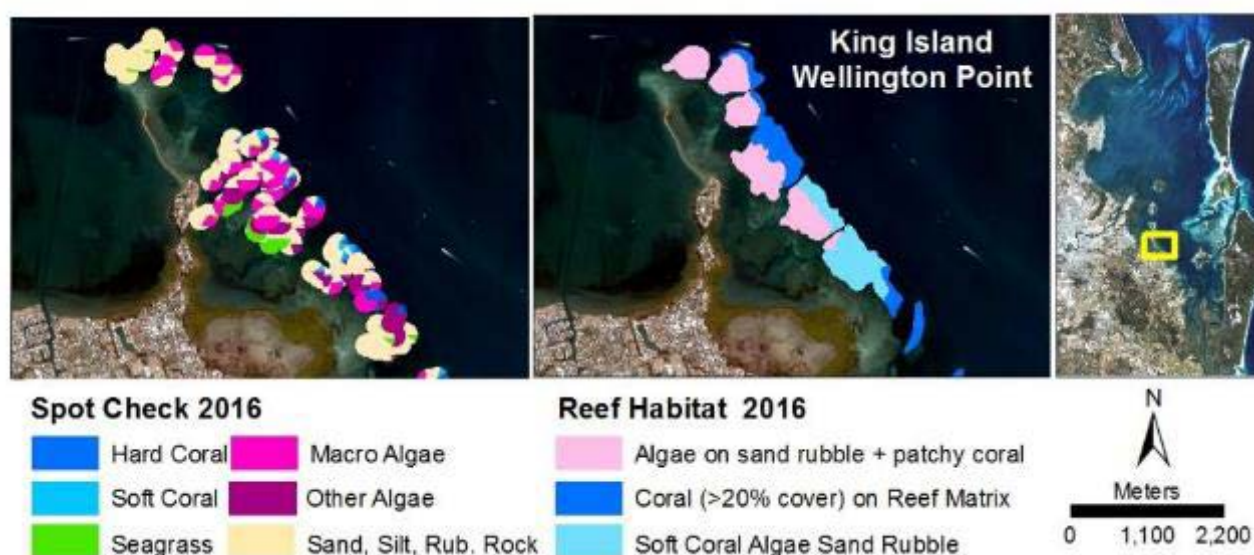 King Island
Wellington Point
Spot Check 2016
Hard Coral
Macro Algae
Soft Coral
Other Algae
Seagrass
Sand, Silt, Rub. Rock
Reef Habitat 2016
Algae on sand rubble + patchy coral
Coral (>20% cover) on Reef Matrix
Soft Coral Algae Sand Rubble
N
Meters
0 1,100 2,200